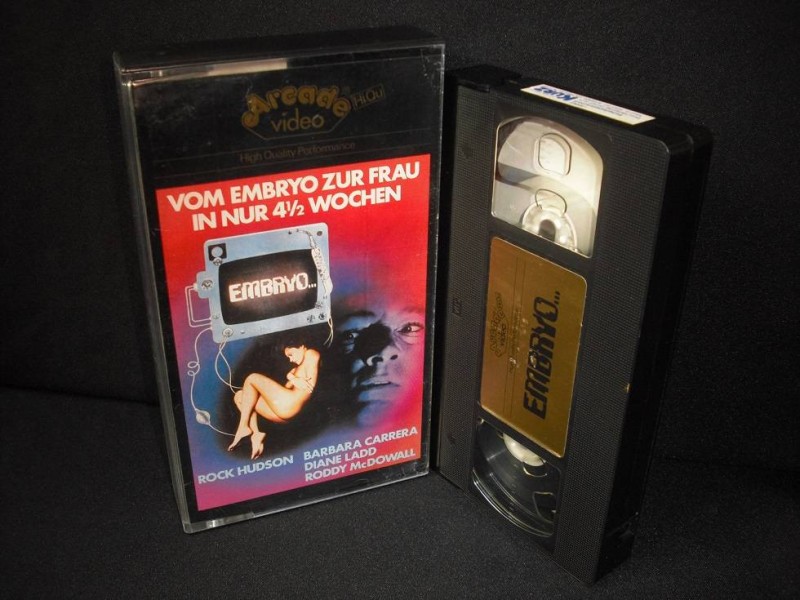 Arcade
HiQu
video
High Quality Performance
VOM EMBRYO ZUR FRAU
IN NUR 4½ WOCHEN
EMBRYO...
ROCK HUDSON
BARBARA CARRERA
DIANE LADD
RODDY McDOWALL
EMBRYO...